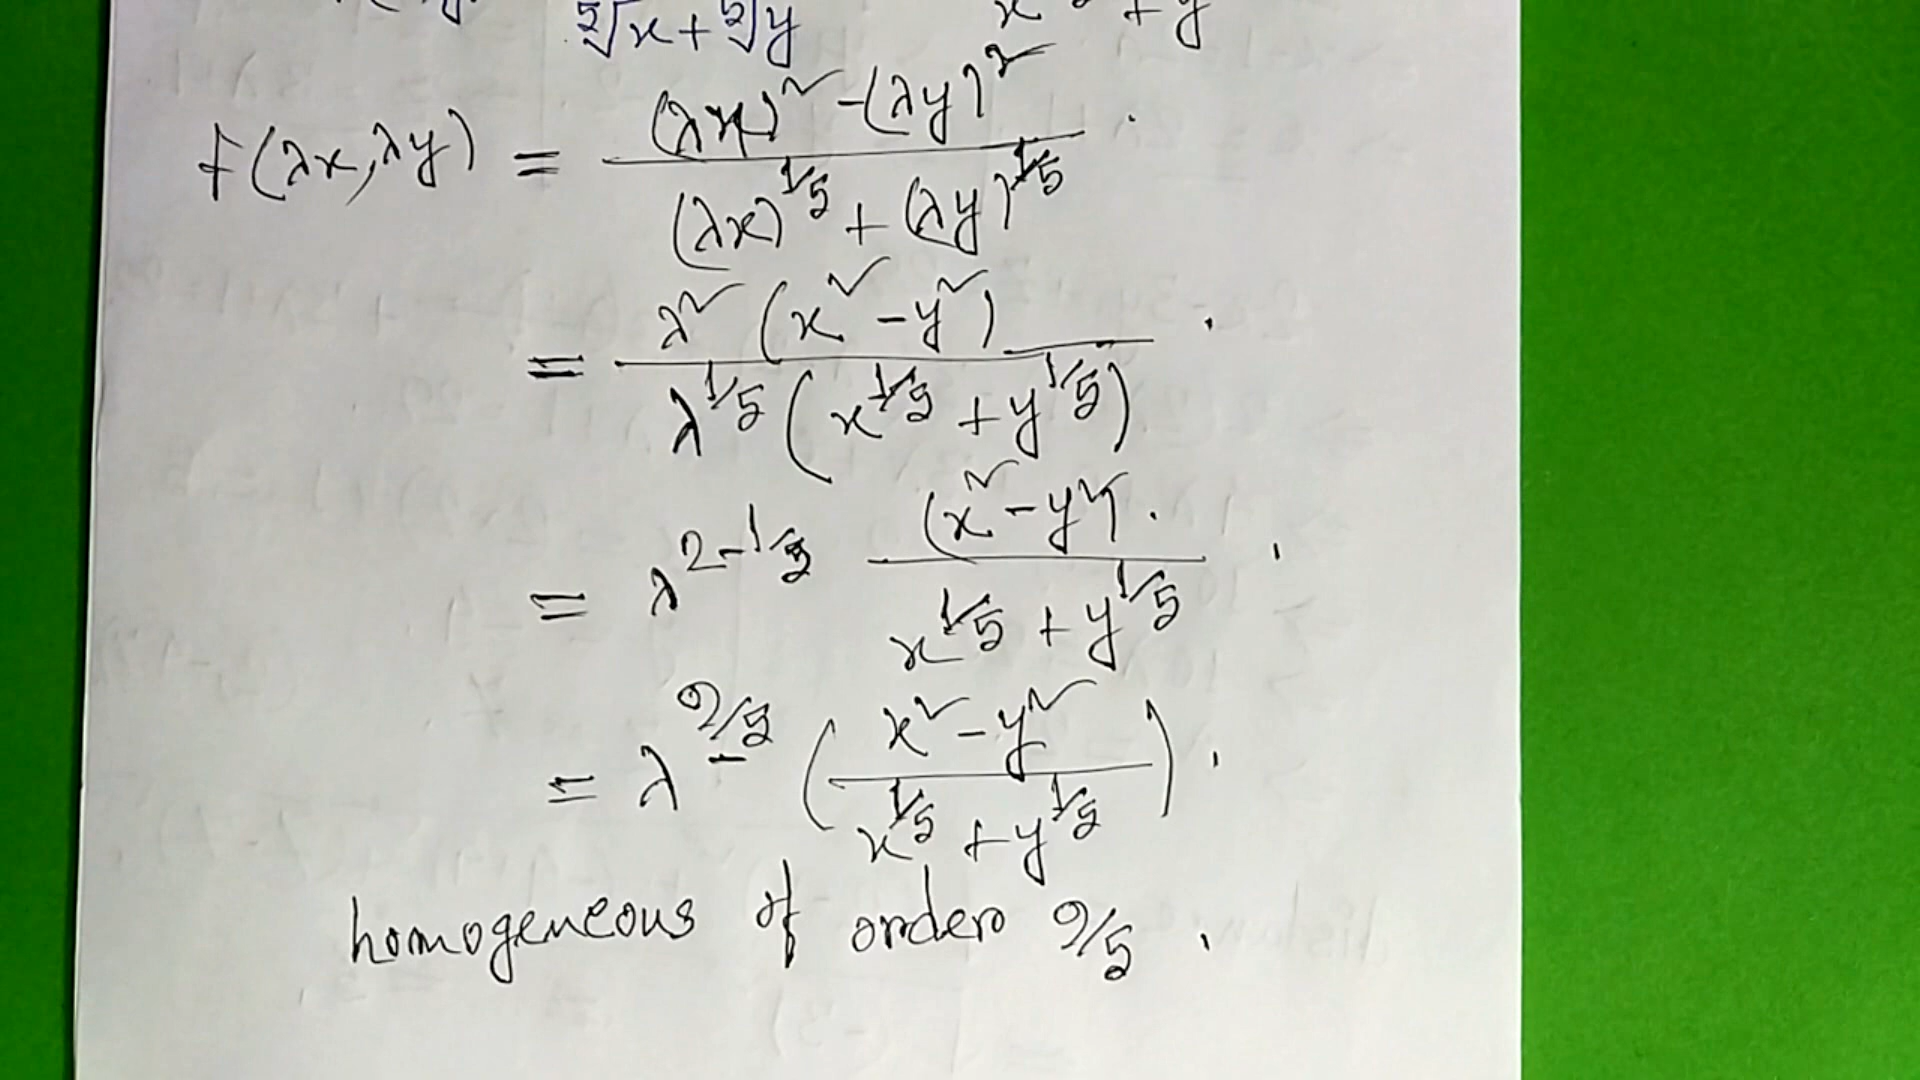 ⁵√x + ⁵√y
f(λx, λy) = ((λx)² - (λy)²) / ((λx)^1/5 + (λy)^1/5) .
= λ² (x² - y²) / λ^1/5 (x^1/5 + y^1/5) .
= λ^2-1/5 (x² - y²) . / x^1/5 + y^1/5 .
= λ^9/5 ( x² - y² / x^1/5 + y^1/5 ) .
homogeneous of order 9/5 .